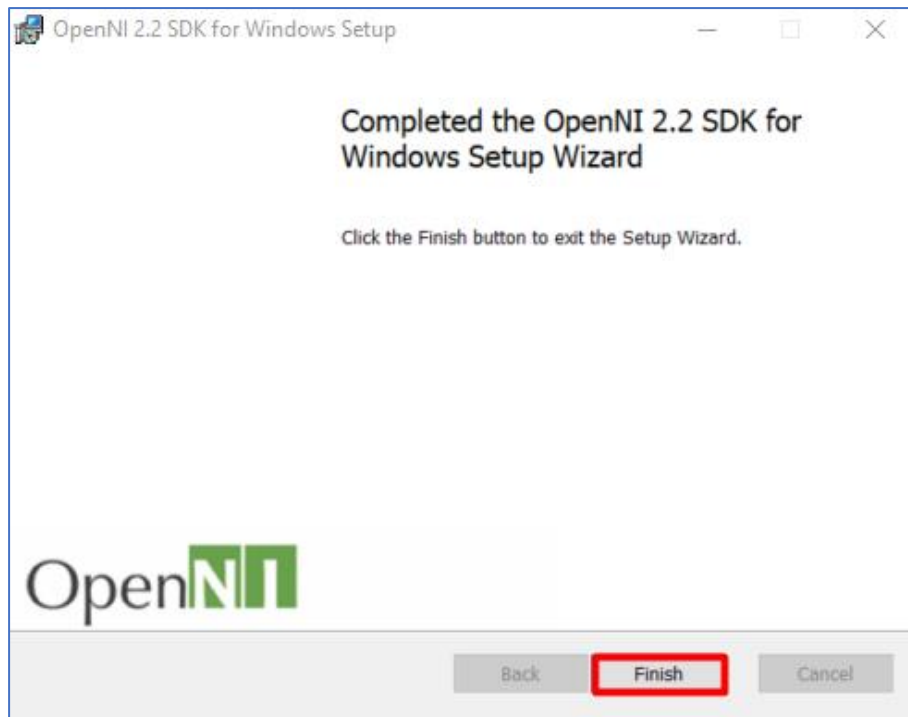 OpenNI 2.2 SDK for Windows Setup
Completed the OpenNI 2.2 SDK for
Windows Setup Wizard
Click the Finish button to exit the Setup Wizard.
OpenNI
Back Finish Cancel